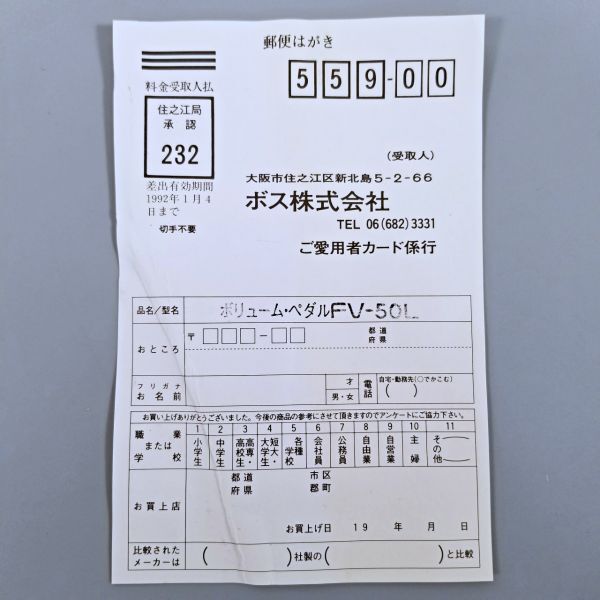 郵便はがき
559-00
料金受取人払
住之江局
承認
232
差出有効期間
1992年1月4
日まで
切手不要
(受取人)
大阪市住之江区新北島5-2-66
ボス株式会社
TEL 06(682)3331
ご愛用者カード係行
品名/型名 ボリューム・ペダルFV-50L
おところ 〒□□□-□□ 都道府県
フリガナ
お名前 才 男・女 電話 自宅・勤務先(○でかこむ) ( )
お買い上げありがとうございました。今後の商品の参考にさせて頂きますのでアンケートにご協力下さい。
職業または学校 1 小学生 2 中学生 3 高専・高校生 4 短大・大学生 5 各種学校 6 会社員 7 公務員 8 自由業 9 自営業 10 主婦 11 その他
お買上店 都道府県 市区郡町
お買上げ日 19 年 月 日
比較されたメーカーは ( )社製の( )と比較